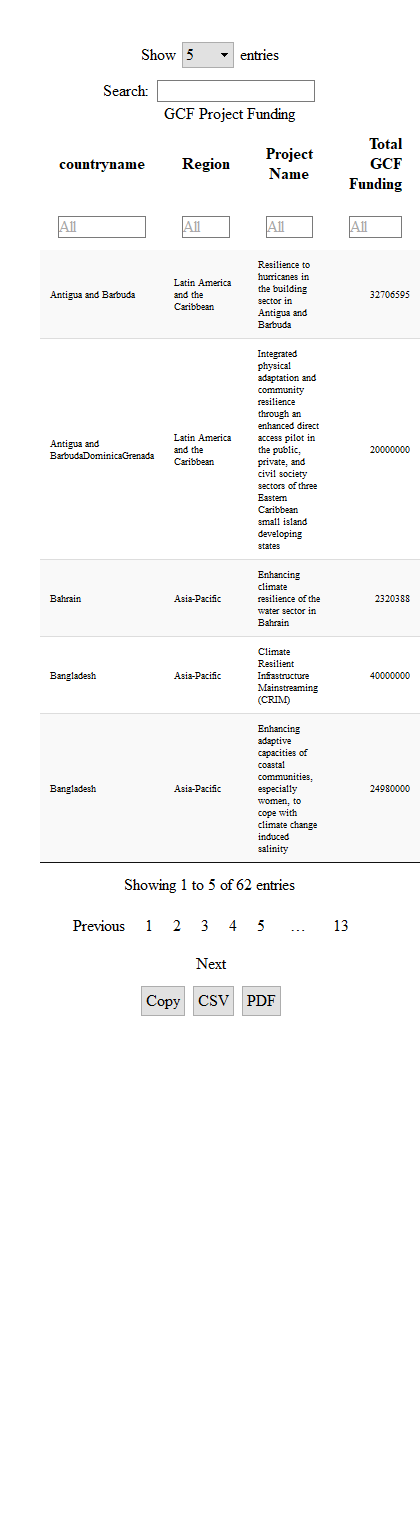 Show 5 entries
Search:
GCF Project Funding
countryname Region Project Name Total GCF Funding
All All All All
Antigua and Barbuda
Latin America
and the
Caribbean
Resilience to
hurricanes in
the building
sector in
Antigua and
Barbuda
32706595
Antigua and
BarbudaDominicaGrenada
Latin America
and the
Caribbean
Integrated
physical
adaptation and
community
resilience
through an
enhanced direct
access pilot in
the public,
private, and
civil society
sectors of three
Eastern
Caribbean
small island
developing
states
20000000
Bahrain
Asia-Pacific
Enhancing
climate
resilience of the
water sector in
Bahrain
2320388
Bangladesh
Asia-Pacific
Climate
Resilient
Infrastructure
Mainstreaming
(CRIM)
40000000
Bangladesh
Asia-Pacific
Enhancing
adaptive
capacities of
coastal
communities,
especially
women, to
cope with
climate change
induced
salinity
24980000
Showing 1 to 5 of 62 entries
Previous 1 2 3 4 5 … 13
Next
Copy CSV PDF